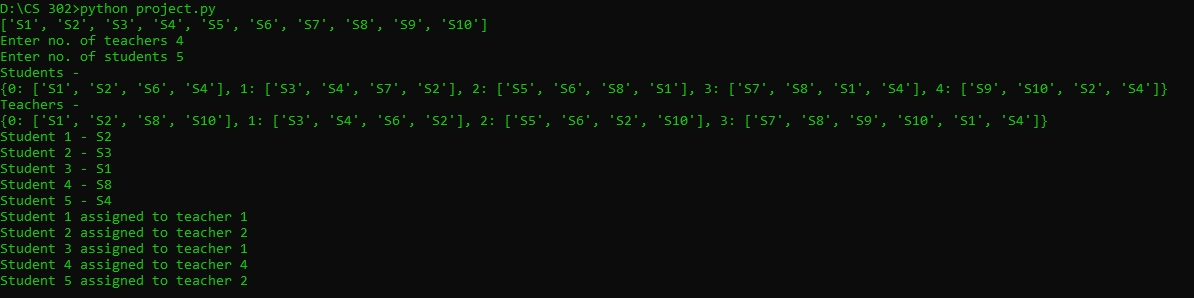 D:\CS 302>python project.py
['S1', 'S2', 'S3', 'S4', 'S5', 'S6', 'S7', 'S8', 'S9', 'S10']
Enter no. of teachers 4
Enter no. of students 5
Students -
{0: ['S1', 'S2', 'S6', 'S4'], 1: ['S3', 'S4', 'S7', 'S2'], 2: ['S5', 'S6', 'S8', 'S1'], 3: ['S7', 'S8', 'S1', 'S4'], 4: ['S9', 'S10', 'S2', 'S4']}
Teachers -
{0: ['S1', 'S2', 'S8', 'S10'], 1: ['S3', 'S4', 'S6', 'S2'], 2: ['S5', 'S6', 'S2', 'S10'], 3: ['S7', 'S8', 'S9', 'S10', 'S1', 'S4']}
Student 1 - S2
Student 2 - S3
Student 3 - S1
Student 4 - S8
Student 5 - S4
Student 1 assigned to teacher 1
Student 2 assigned to teacher 2
Student 3 assigned to teacher 1
Student 4 assigned to teacher 4
Student 5 assigned to teacher 2